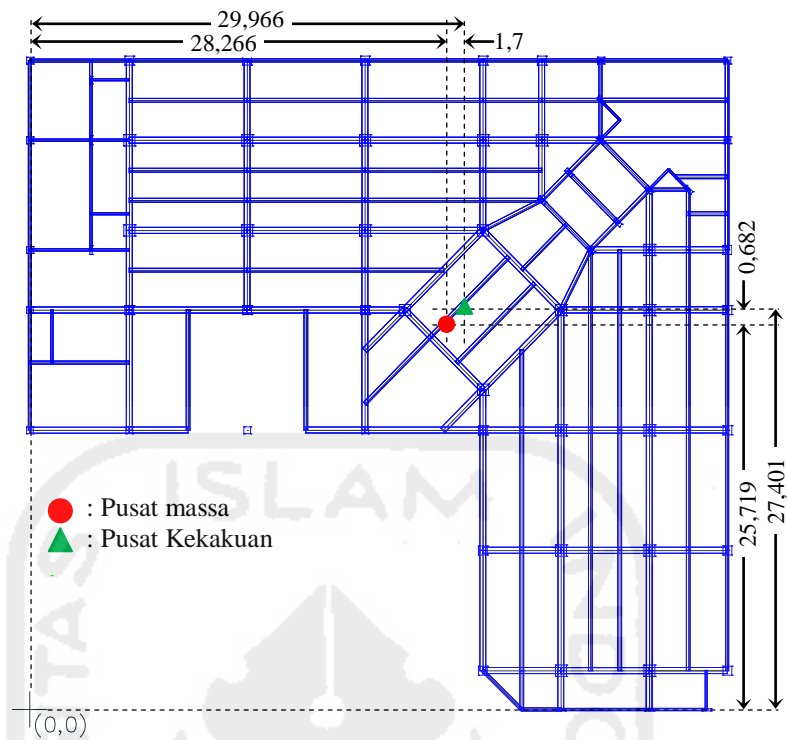 29,966
28,266
1,7
0,682
25,719
27,401
: Pusat massa
: Pusat Kekakuan
(0,0)
ISLAM
TAS